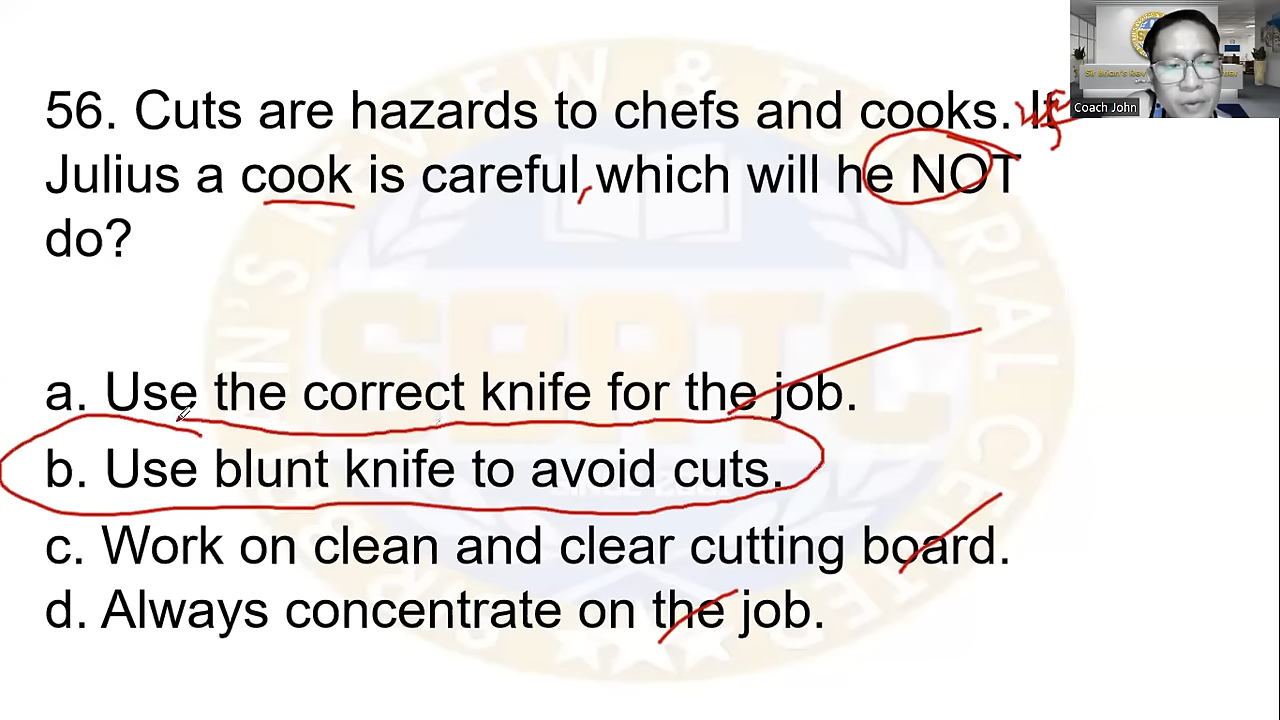 56. Cuts are hazards to chefs and cooks. If
Julius a cook is careful, which will he NOT
do?
a. Use the correct knife for the job.
b. Use blunt knife to avoid cuts.
c. Work on clean and clear cutting board.
d. Always concentrate on the job.
Coach John
SRRTC